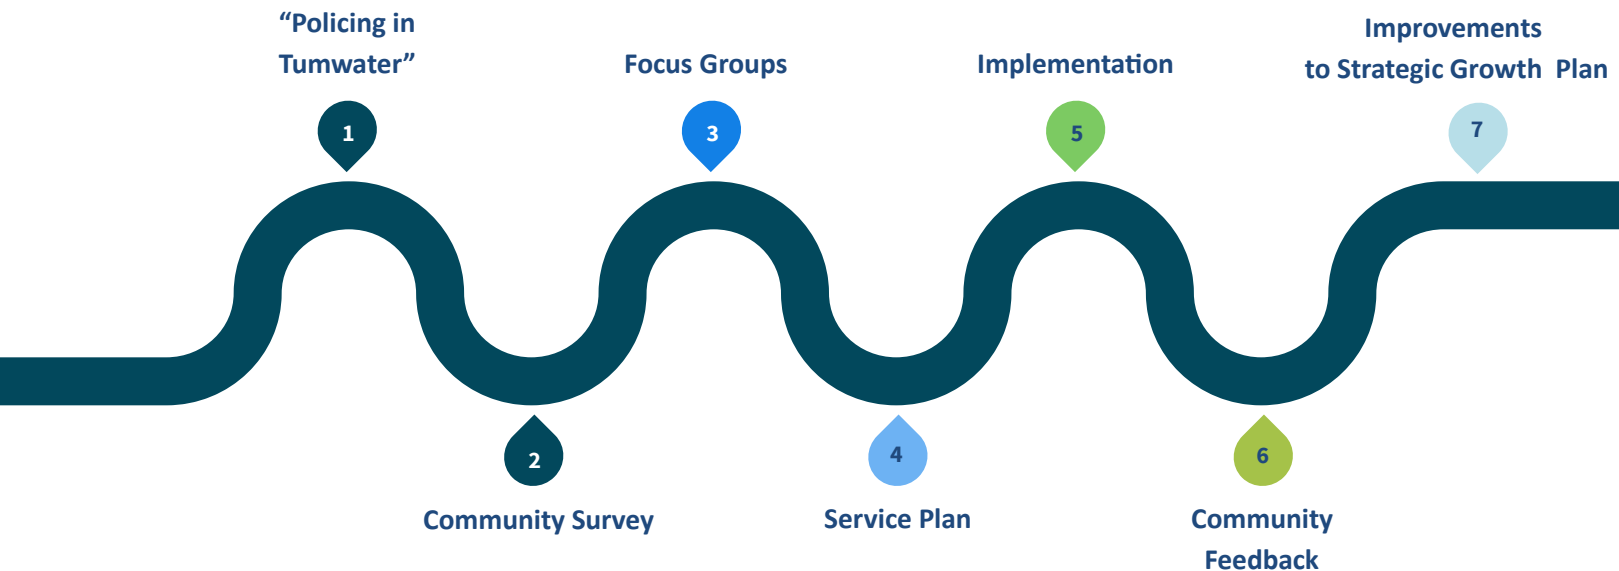 “Policing in
Tumwater”
1
2
Community Survey
Focus Groups
3
4
Service Plan
Implementation
5
6
Community
Feedback
Improvements
to Strategic Growth Plan
7